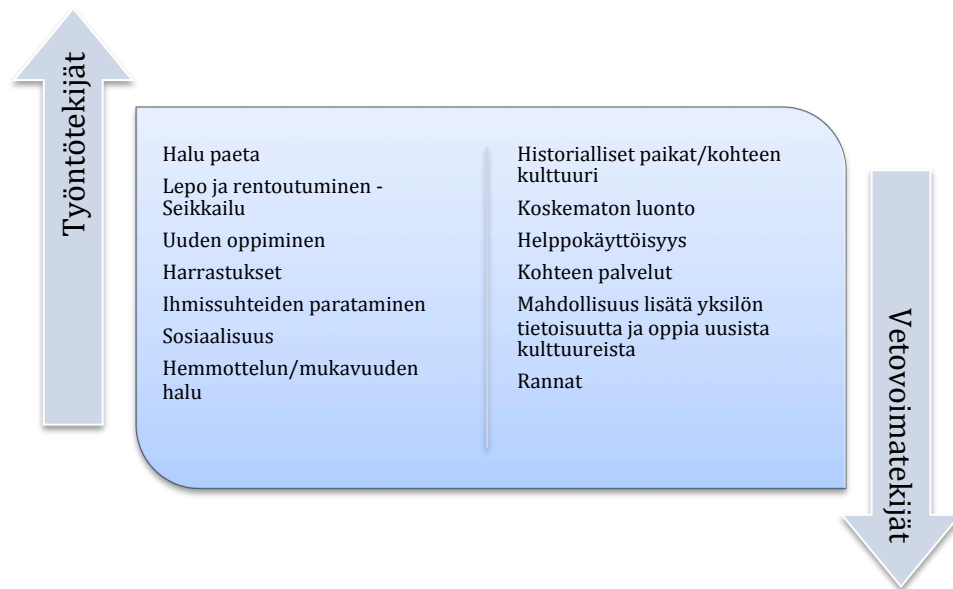 Työntötekijät
Halu paeta
Lepo ja rentoutuminen -
Seikkailu
Uuden oppiminen
Harrastukset
Ihmissuhteiden parataminen
Sosiaalisuus
Hemmottelun/mukavuuden
halu
Historialliset paikat/kohteen
kulttuuri
Koskematon luonto
Helppokäyttöisyys
Kohteen palvelut
Mahdollisuus lisätä yksilön
tietoisuutta ja oppia uusista
kulttuureista
Rannat
Vetovoimatekijät